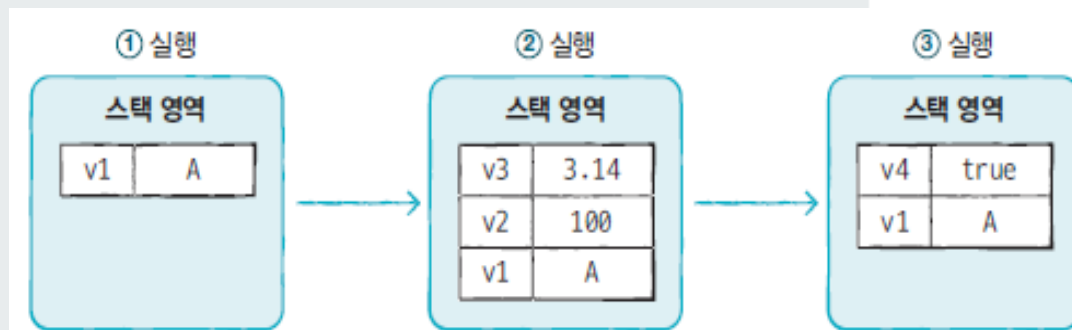 ① 실행
스택 영역
v1 A
② 실행
스택 영역
v3 3.14
v2 100
v1 A
③ 실행
스택 영역
v4 true
v1 A